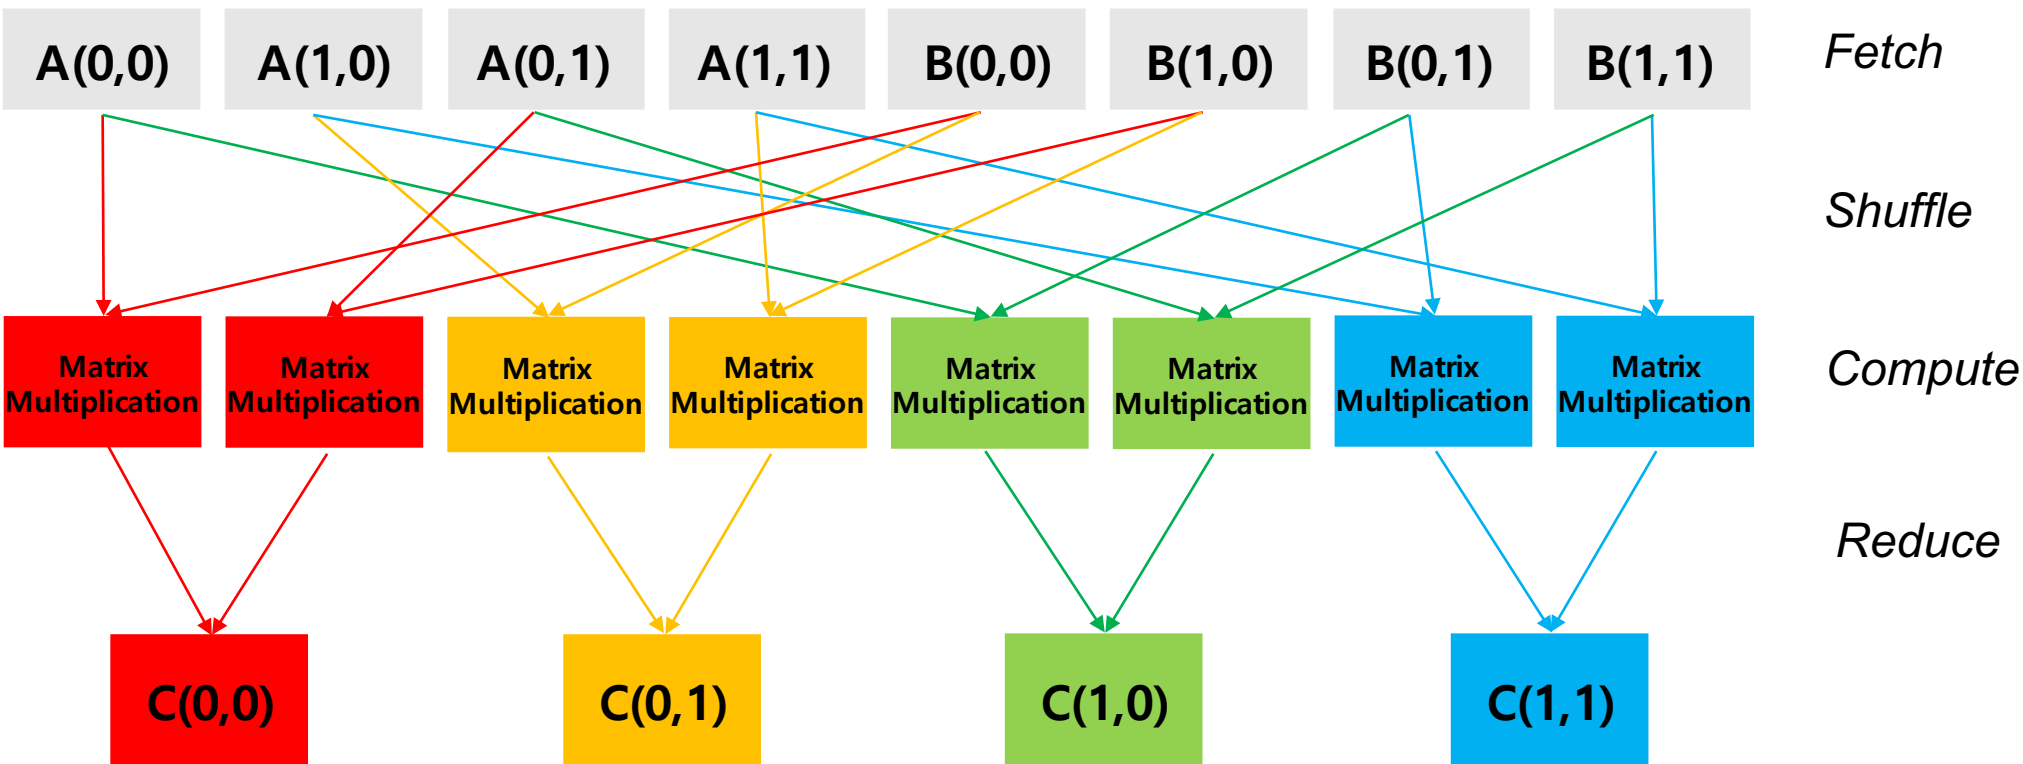 A(0,0)
A(1,0)
A(0,1)
A(1,1)
B(0,0)
B(1,0)
B(0,1)
B(1,1)
Fetch
Shuffle
Matrix
Multiplication
Matrix
Multiplication
Matrix
Multiplication
Matrix
Multiplication
Matrix
Multiplication
Matrix
Multiplication
Matrix
Multiplication
Matrix
Multiplication
Compute
Reduce
C(0,0)
C(0,1)
C(1,0)
C(1,1)